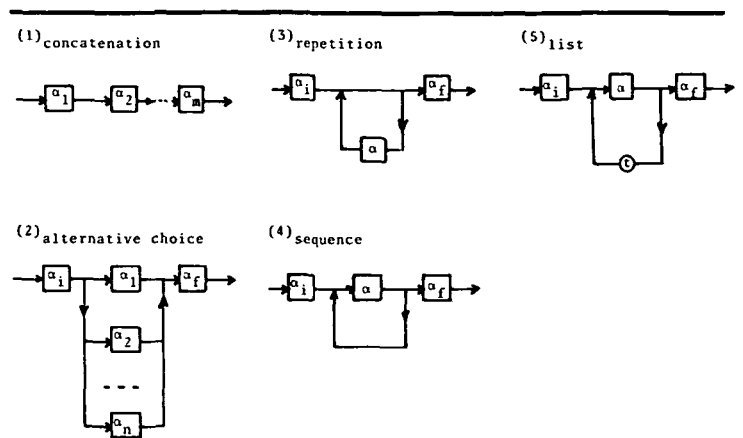 (1) concatenation
α1 α2 --- αm
(3) repetition
αi αf
α
(5) list
αi α αf
t
(2) alternative choice
αi α1 αf
α2
- - -
αn
(4) sequence
αi α αf